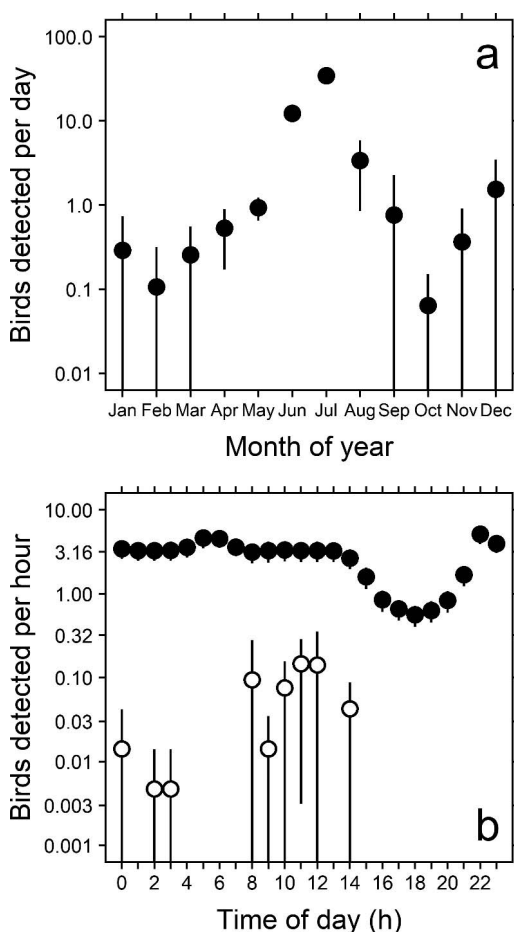 a
Birds detected per day
100.0
10.0
1.0
0.1
0.01
Jan Feb Mar Apr May Jun Jul Aug Sep Oct Nov Dec
Month of year
Birds detected per hour
10.00
3.16
1.00
0.32
0.10
0.03
0.01
0.003
0.001
b
0 2 4 6 8 10 12 14 16 18 20 22
Time of day (h)